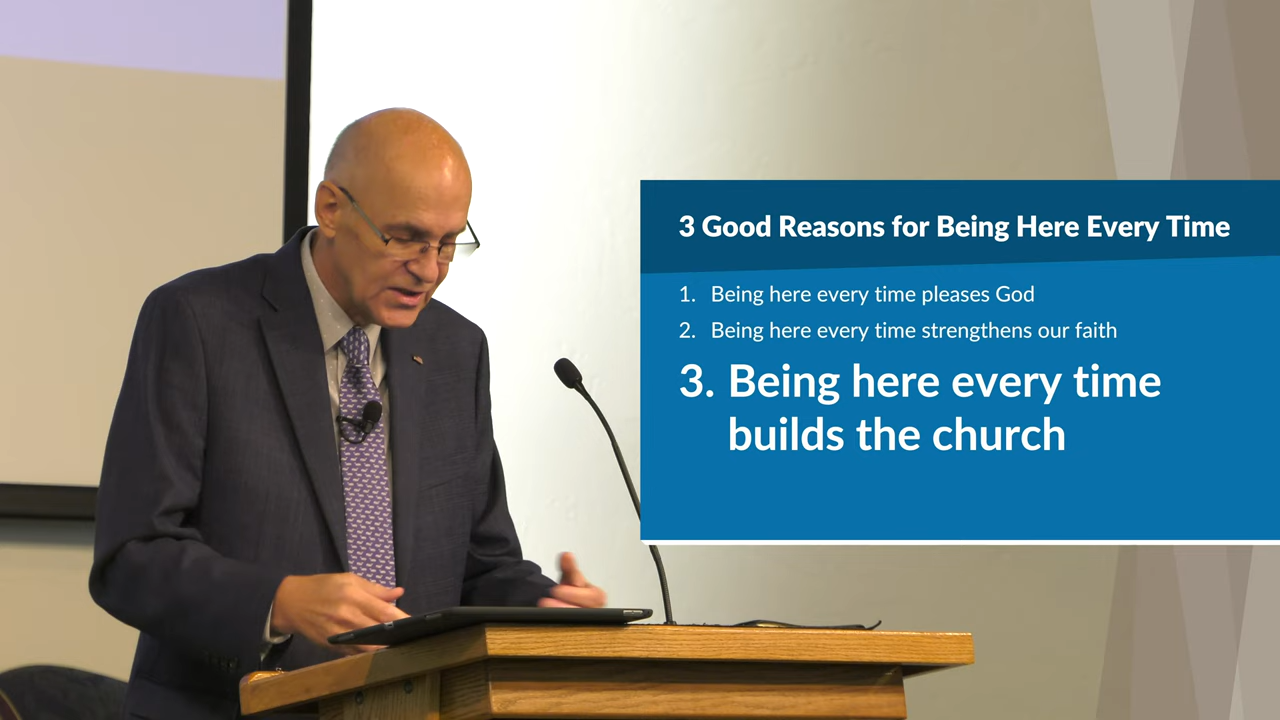 3 Good Reasons for Being Here Every Time
1. Being here every time pleases God
2. Being here every time strengthens our faith
3. Being here every time
builds the church